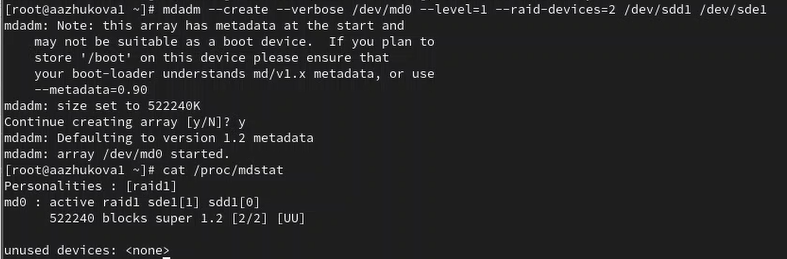 [root@aazhukova1 ~]# mdadm --create --verbose /dev/md0 --level=1 --raid-devices=2 /dev/sdd1 /dev/sde1
mdadm: Note: this array has metadata at the start and
    may not be suitable as a boot device.  If you plan to
    store '/boot' on this device please ensure that
    your boot-loader understands md/v1.x metadata, or use
    --metadata=0.90
mdadm: size set to 522240K
Continue creating array [y/N]? y
mdadm: Defaulting to version 1.2 metadata
mdadm: array /dev/md0 started.
[root@aazhukova1 ~]# cat /proc/mdstat
Personalities : [raid1]
md0 : active raid1 sde1[1] sdd1[0]
      522240 blocks super 1.2 [2/2] [UU]

unused devices: <none>